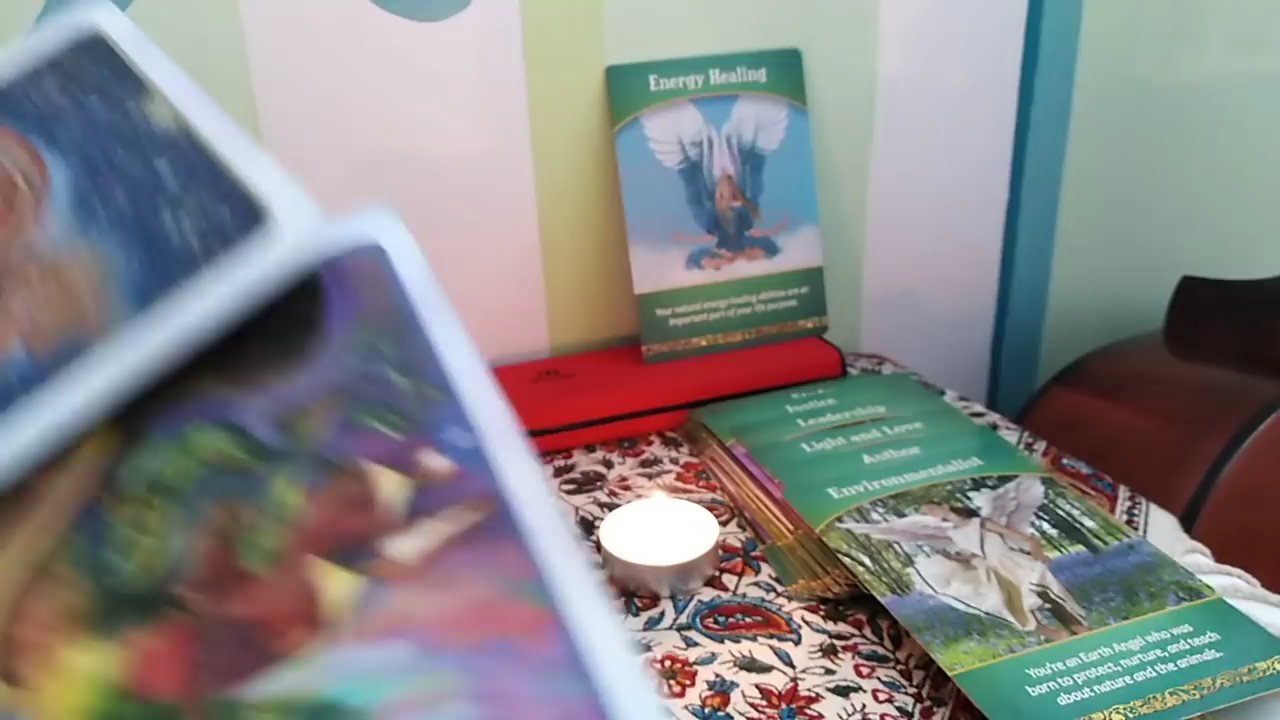 Energy Healing
Your natural energy healing abilities are an
important part of your life purpose.
Justice
Leadership
Light and Love
Author
Environmentalist
You're an Earth Angel who was
born to protect, nurture, and teach
about nature and the animals.